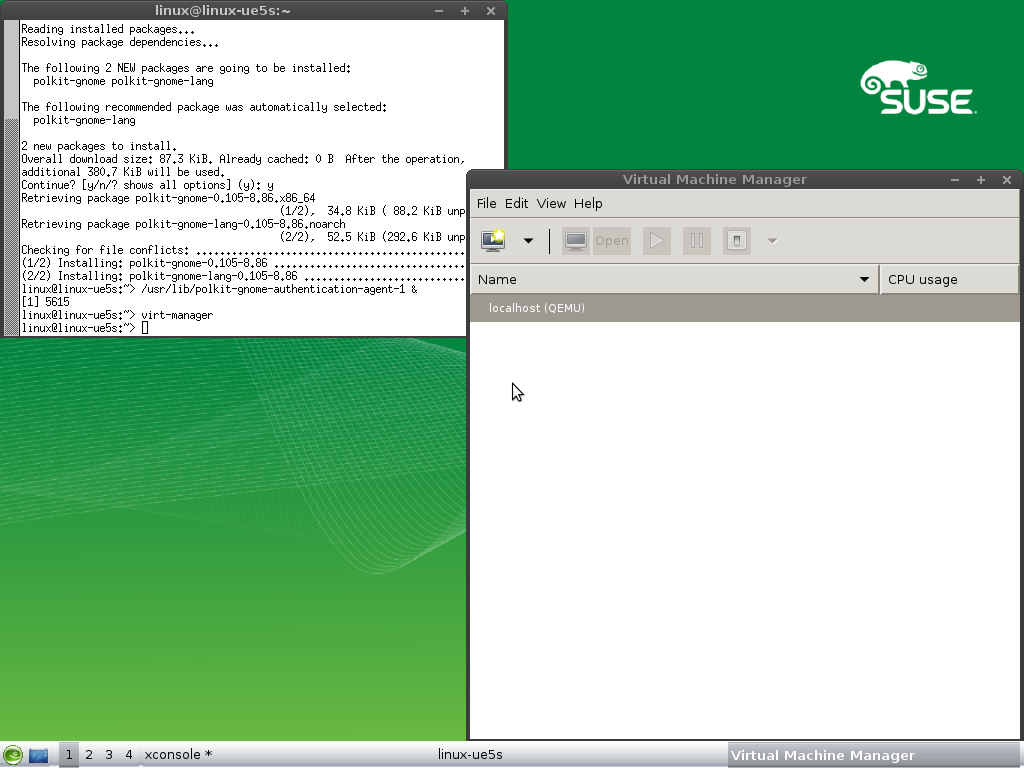 linux@linux-ue5s:~
Reading installed packages...
Resolving package dependencies...
The following 2 NEW packages are going to be installed:
polkit-gnome polkit-gnome-lang
The following recommended package was automatically selected:
polkit-gnome-lang
2 new packages to install.
Overall download size: 87.3 KiB. Already cached: 0 B  After the operation,
additional 380.7 KiB will be used.
Continue? [y/n/? shows all options] (y): y
Retrieving package polkit-gnome-0.105-8.86.x86_64
(1/2),  34.8 KiB ( 88.2 KiB unp
Retrieving package polkit-gnome-lang-0.105-8.86.noarch
(2/2),  52.5 KiB (292.6 KiB unp
Checking for file conflicts: .........................................
(1/2) Installing: polkit-gnome-0.105-8.86 .............................
(2/2) Installing: polkit-gnome-lang-0.105-8.86 ........................
linux@linux-ue5s:~> /usr/lib/polkit-gnome-authentication-agent-1 &
[1] 5615
linux@linux-ue5s:~> virt-manager
linux@linux-ue5s:~>
SUSE
Virtual Machine Manager
File Edit View Help
Open
Name CPU usage
localhost (QEMU)
1 2 3 4 xconsole * linux-ue5s Virtual Machine Manager